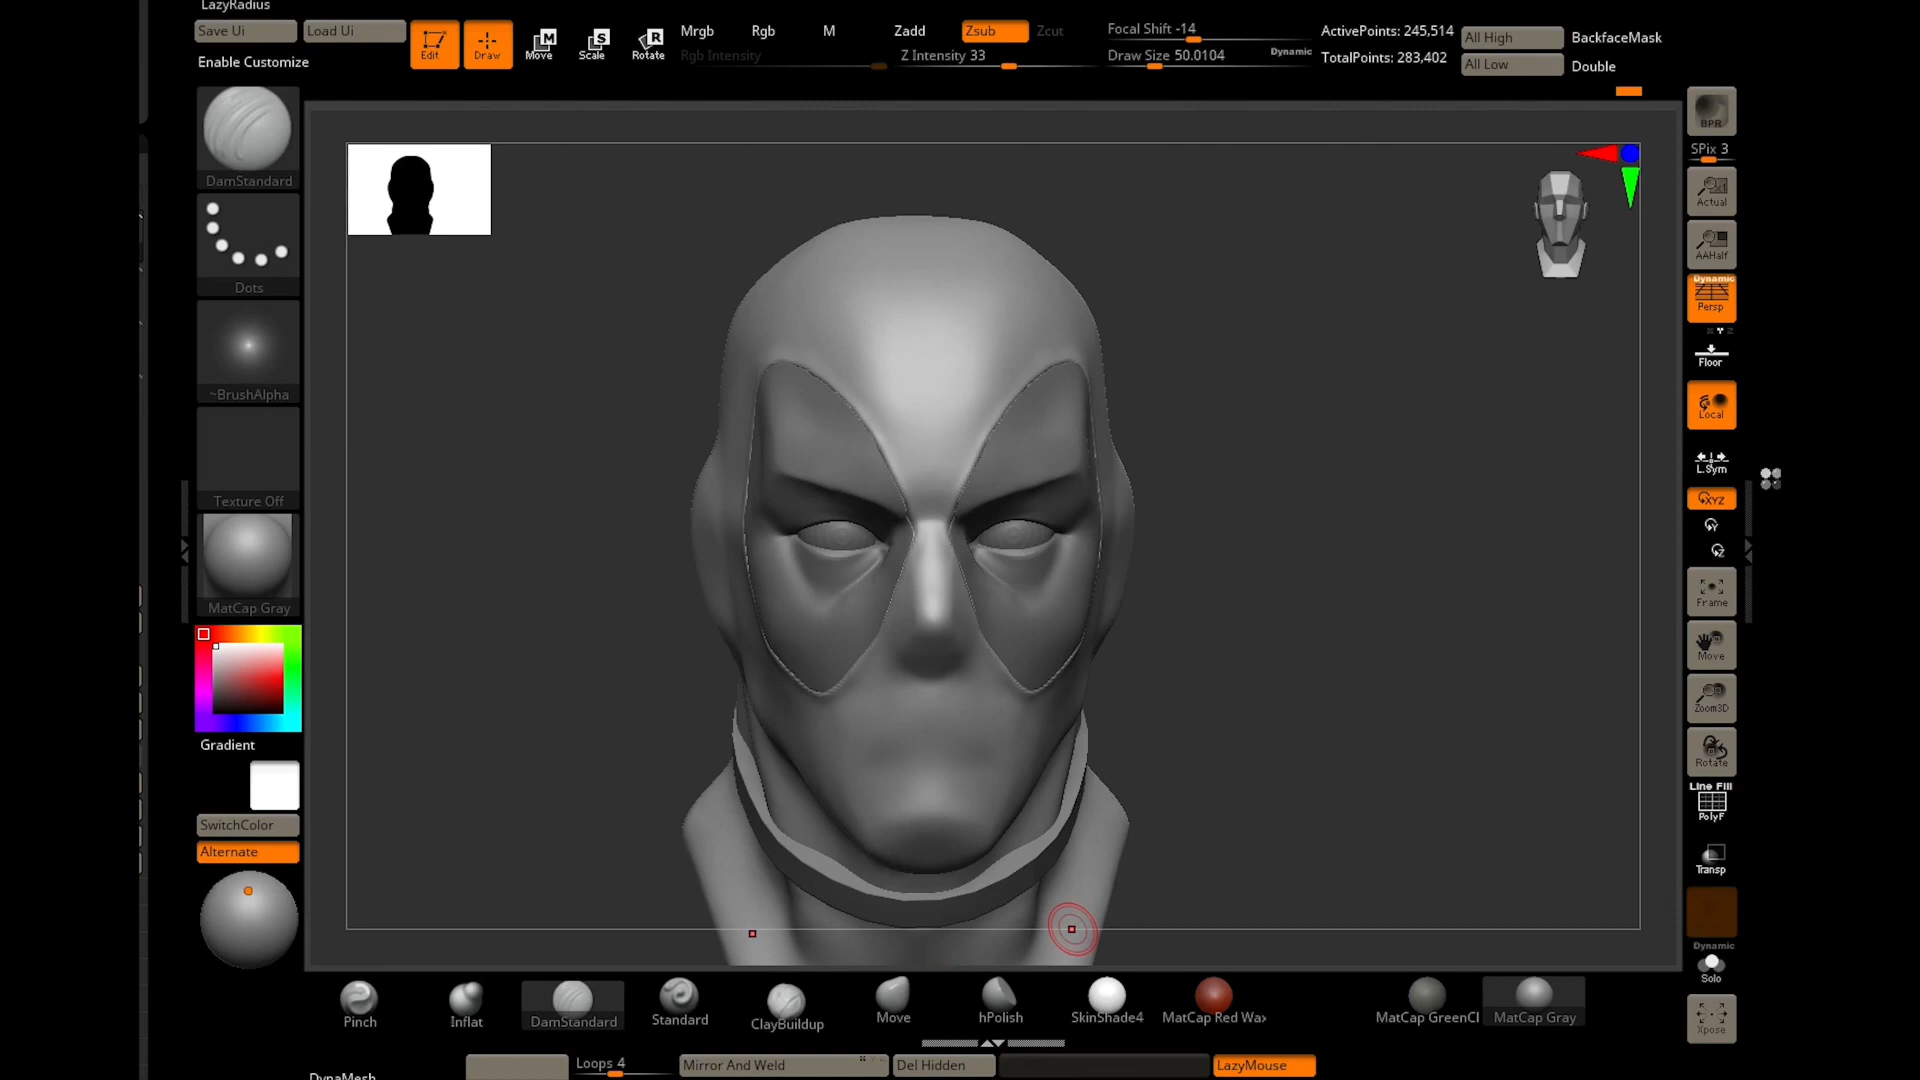 LazyRadius
Save Ui
Load Ui
Enable Customize
Edit
Draw
M
Move
S
Scale
R
Rotate
Mrgb
Rgb
M
Rgb Intensity
Zadd
Zsub
Zcut
Z Intensity 33
Focal Shift -14
Draw Size 50.0104
Dynamic
ActivePoints: 245,514
TotalPoints: 283,402
All High
All Low
BackfaceMask
Double
DamStandard
Dots
~BrushAlpha
Texture Off
MatCap Gray
Gradient
SwitchColor
Alternate
BPR
SPix 3
Actual
AAHalf
Dynamic
Persp
Floor
Local
L.Sym
XYZ
Y
Z
Frame
Move
Zoom3D
Rotate
Line Fill
PolyF
Transp
Dynamic
Solo
Xpose
Pinch
Inflat
DamStandard
Standard
ClayBuildup
Move
hPolish
SkinShade4
MatCap Red Wax
MatCap GreenCl
MatCap Gray
DynaMesh
Loops 4
Mirror And Weld
Del Hidden
LazyMouse